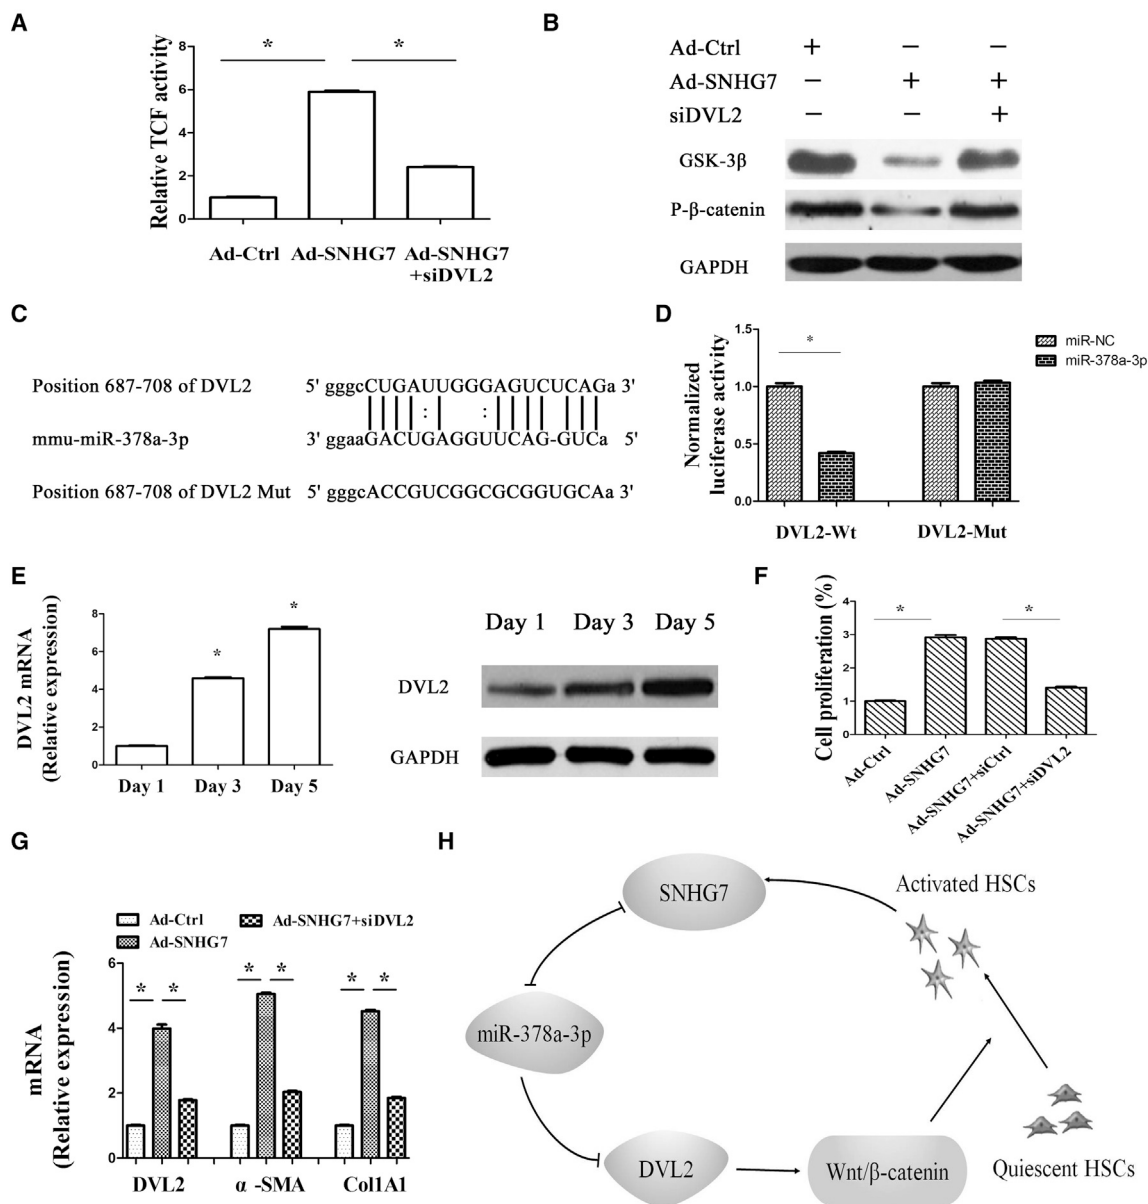 A
Relative TCF activity
8
6
4
2
0
*
*
Ad-Ctrl
Ad-SNHG7
Ad-SNHG7
+siDVL2
B
Ad-Ctrl + − −
Ad-SNHG7 − + +
siDVL2 − − +
GSK-3β
P-β-catenin
GAPDH
C
Position 687-708 of DVL2 5' gggcCUGAUUGGGAGUCUCAGa 3'
mmu-miR-378a-3p 3' ggaaGACUGAGGUUCAG-GUCa 5'
Position 687-708 of DVL2 Mut 5' gggcACCGUCGGCGCGGUGCAa 3'
D
Normalized
luciferase activity
1.5
1.0
0.5
0.0
*
DVL2-Wt
DVL2-Mut
miR-NC
miR-378a-3p
E
DVL2 mRNA
(Relative expression)
8
6
4
2
0
*
*
Day 1
Day 3
Day 5
Day 1 Day 3 Day 5
DVL2
GAPDH
F
Cell proliferation (%)
4
3
2
1
0
*
*
Ad-Ctrl
Ad-SNHG7
Ad-SNHG7+siCtrl
Ad-SNHG7+siDVL2
G
Ad-Ctrl
Ad-SNHG7+siDVL2
Ad-SNHG7
mRNA
(Relative expression)
6
4
2
0
* *
* *
* *
DVL2
α -SMA
Col1A1
H
SNHG7
Activated HSCs
miR-378a-3p
DVL2
Wnt/β-catenin
Quiescent HSCs